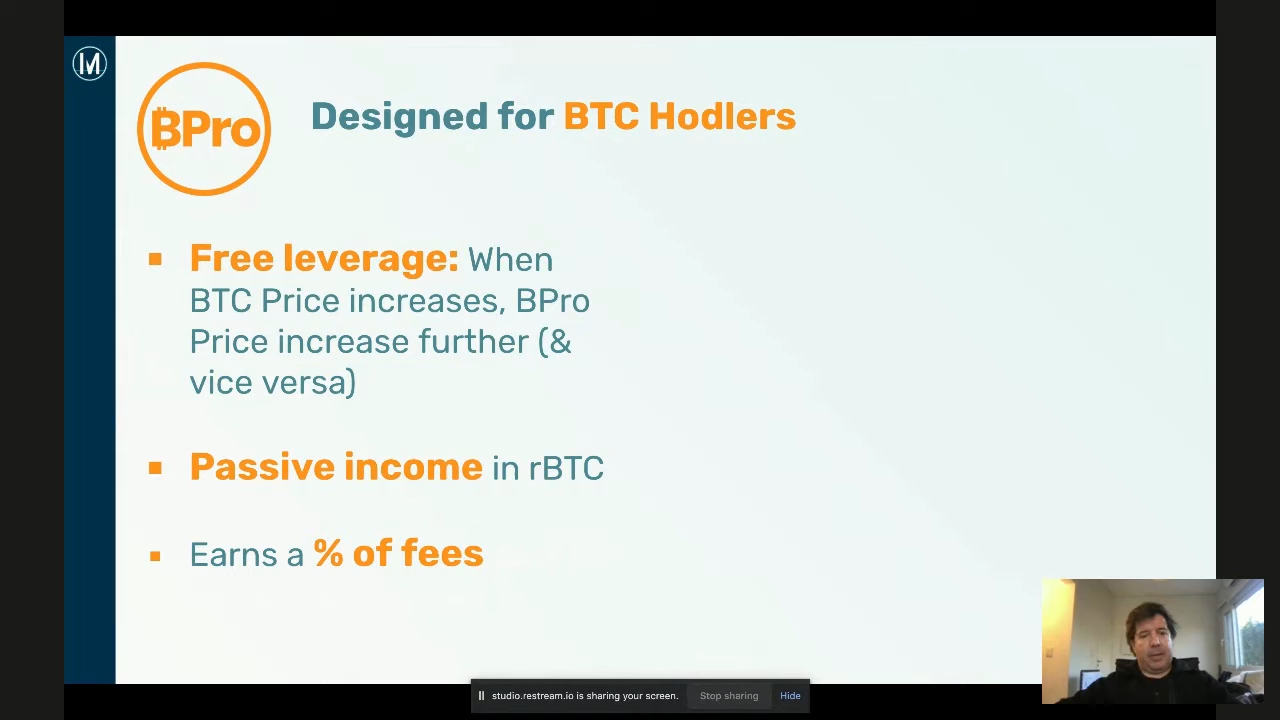 M
BPro
Designed for BTC Hodlers
Free leverage: When
BTC Price increases, BPro
Price increase further (&
vice versa)
Passive income in rBTC
Earns a % of fees
studio.restream.io is sharing your screen.
Stop sharing
Hide